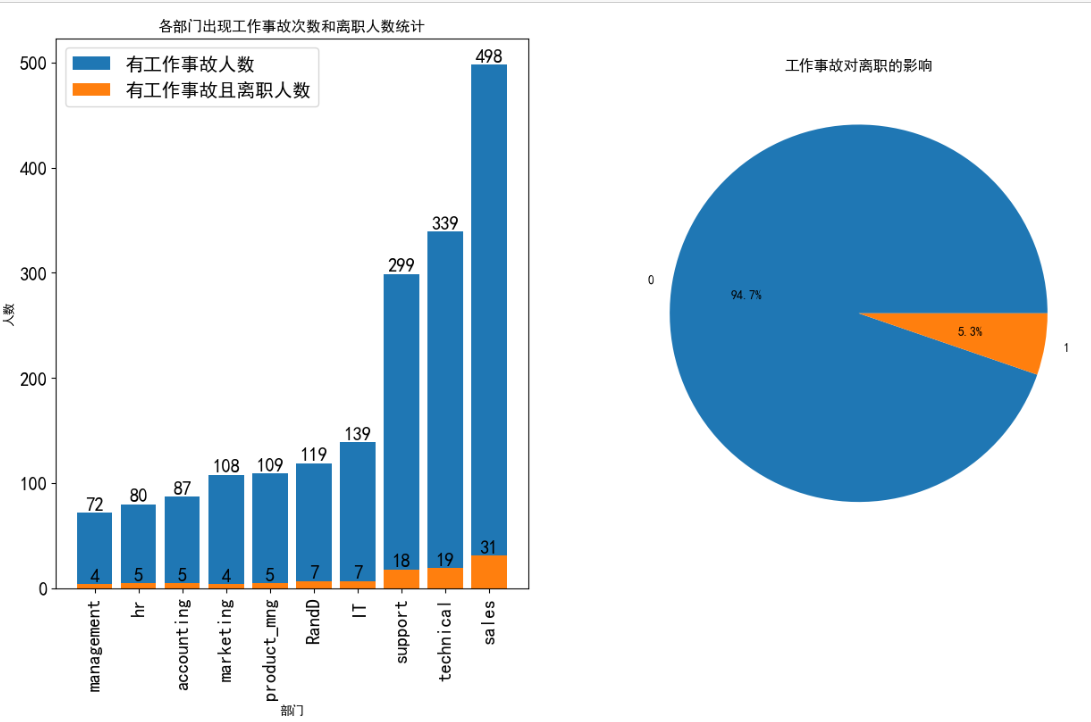 各部门出现工作事故次数和离职人数统计
有工作事故人数
有工作事故且离职人数
人数
500
400
300
200
100
0
72
80
87
108
109
119
139
299
339
498
4
5
5
4
5
7
7
18
19
31
management
hr
accounting
marketing
product_mng
RandD
IT
support
technical
sales
部门
工作事故对离职的影响
0
94.7%
5.3%
1